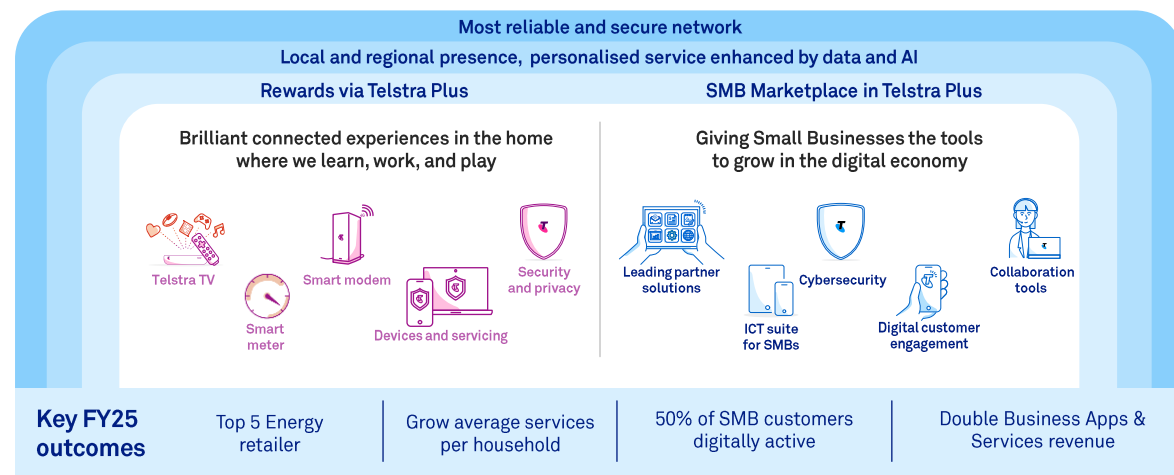 Most reliable and secure network
Local and regional presence, personalised service enhanced by data and AI
Rewards via Telstra Plus
SMB Marketplace in Telstra Plus
Brilliant connected experiences in the home
where we learn, work, and play
Giving Small Businesses the tools
to grow in the digital economy
Telstra TV
Smart
meter
Smart modem
Devices and servicing
Security
and privacy
Leading partner
solutions
ICT suite
for SMBs
Cybersecurity
Digital customer
engagement
Collaboration
tools
Key FY25
outcomes
Top 5 Energy
retailer
Grow average services
per household
50% of SMB customers
digitally active
Double Business Apps &
Services revenue